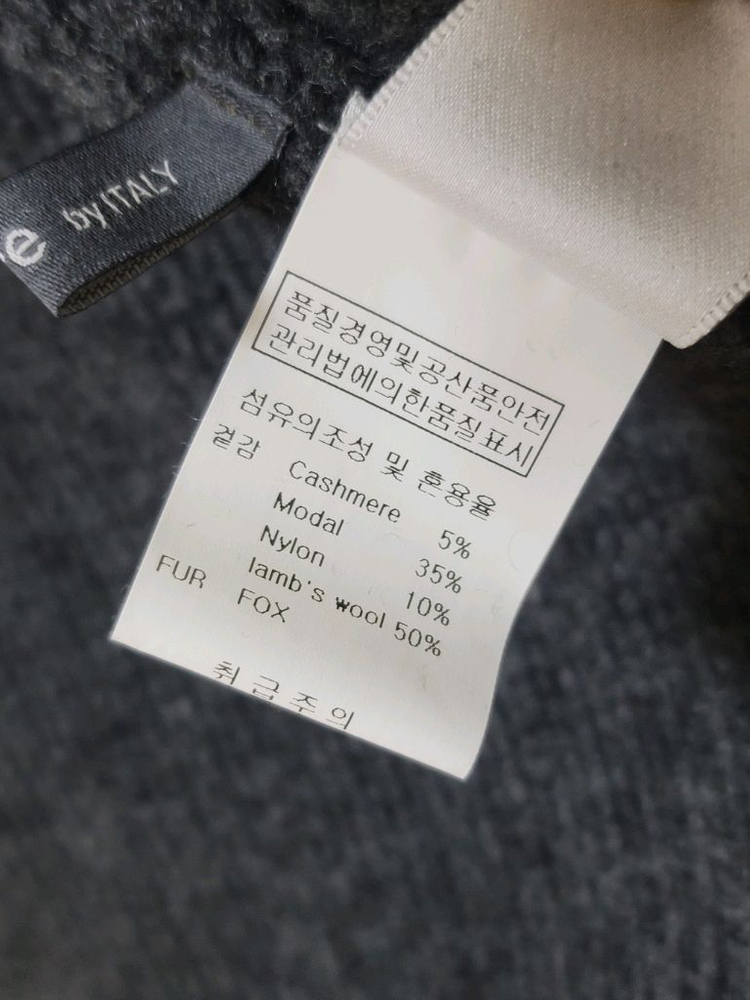 e by ITALY
품질경영및공산품안전
관리법에의한품질표시
섬유의조성 및 혼용율
겉감 Cashmere 5%
Modal 35%
Nylon 10%
lamb's wool 50%
FUR FOX
취급주의